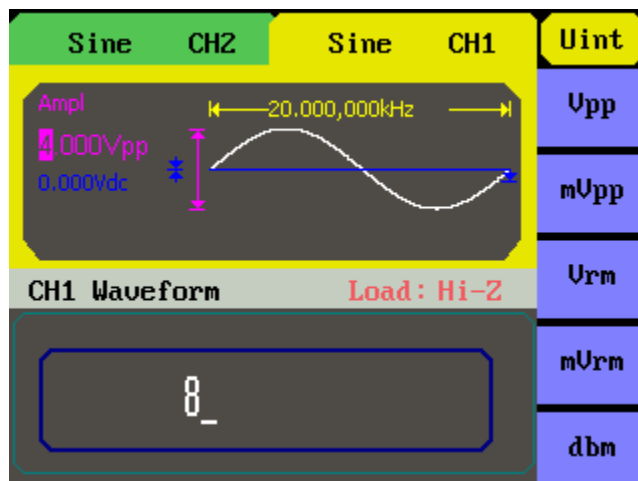 Sine CH2 Sine CH1 Uint
Ampl
20.000,000kHz
4.000Vpp
0.000Vdc
CH1 Waveform Load: Hi-Z
8_
Vpp
mVpp
Vrm
mVrm
dbm